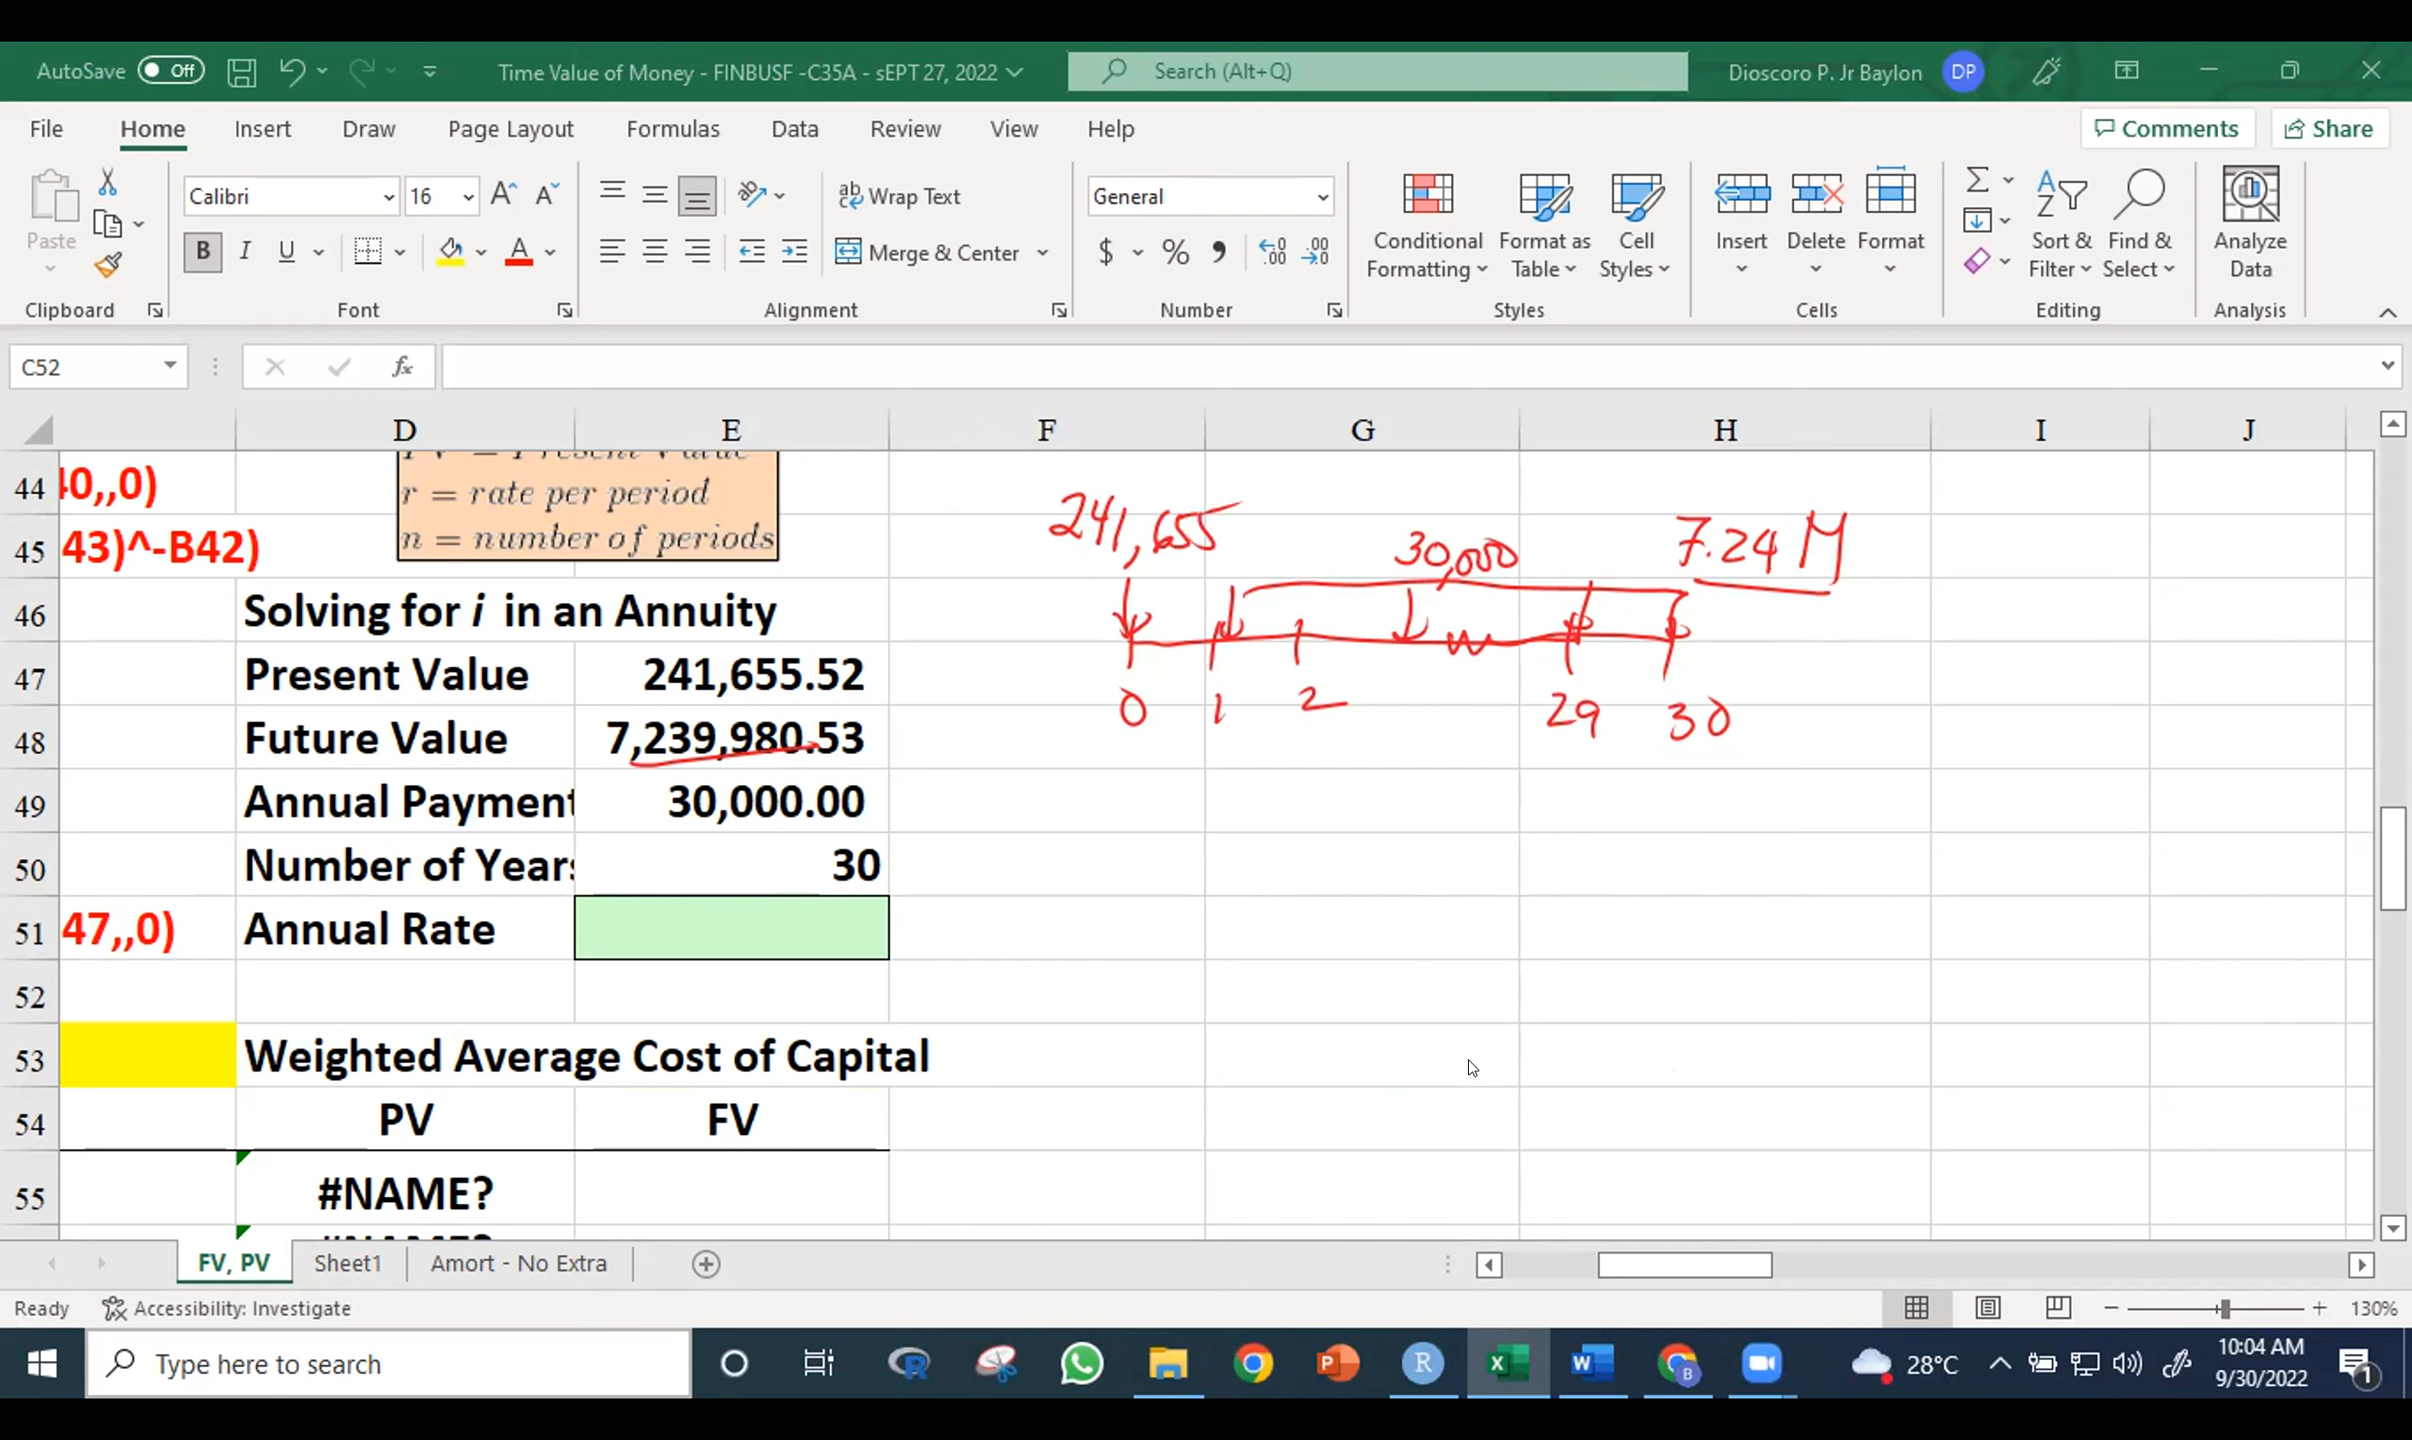 AutoSave Off Time Value of Money - FINBUSF -C35A - sEPT 27, 2022 Search (Alt+Q) Dioscoro P. Jr Baylon DP
File Home Insert Draw Page Layout Formulas Data Review View Help Comments Share
Paste Calibri 16 Wrap Text General Conditional Formatting Format as Table Cell Styles Insert Delete Format Sort & Filter Find & Select Analyze Data
B I U Merge & Center $ %
Clipboard Font Alignment Number Styles Cells Editing Analysis
C52 fx
D E F G H I J
r = rate per period
n = number of periods
44 40,,0)
45 43)^-B42)
46 Solving for i in an Annuity
47 Present Value 241,655.52
48 Future Value 7,239,980.53
49 Annual Payment 30,000.00
50 Number of Years 30
51 47,,0) Annual Rate
52
53 Weighted Average Cost of Capital
54 PV FV
55 #NAME?
241,655
30,000
7.24 M
0 1 2 29 30
FV, PV Sheet1 Amort - No Extra
Ready Accessibility: Investigate 130%
Type here to search 28°C 10:04 AM
9/30/2022